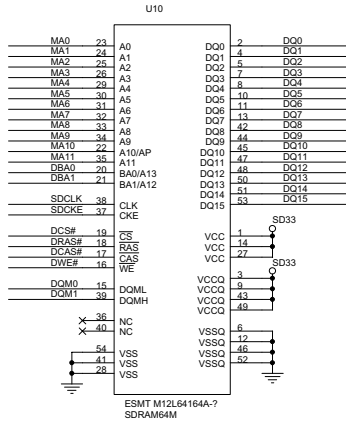 U10
MA0 23 A0 DQ0 2 DQ0
MA1 24 A1 DQ1 4 DQ1
MA2 25 A2 DQ2 5 DQ2
MA3 26 A3 DQ3 7 DQ3
MA4 29 A4 DQ4 8 DQ4
MA5 30 A5 DQ5 10 DQ5
MA6 31 A6 DQ6 11 DQ6
MA7 32 A7 DQ7 13 DQ7
MA8 33 A8 DQ8 42 DQ8
MA9 34 A9 DQ9 44 DQ9
MA10 22 A10/AP DQ10 45 DQ10
MA11 35 A11 DQ11 47 DQ11
DBA0 20 BA0/A13 DQ12 48 DQ12
DBA1 21 BA1/A12 DQ13 50 DQ13
DQ14 51 DQ14
SDCLK 38 CLK DQ15 53 DQ15
SDCKE 37 CKE
SD33
DCS# 19 CS VCC 1
DRAS# 18 RAS VCC 14
DCAS# 17 CAS VCC 27
DWE# 16 WE SD33
VCCQ 3
DQM0 15 DQML VCCQ 9
DQM1 39 DQMH VCCQ 43
VCCQ 49
36 NC
40 NC VSSQ 6
VSSQ 12
54 VSS VSSQ 46
41 VSS VSSQ 52
28 VSS
ESMT M12L64164A-?
SDRAM64M